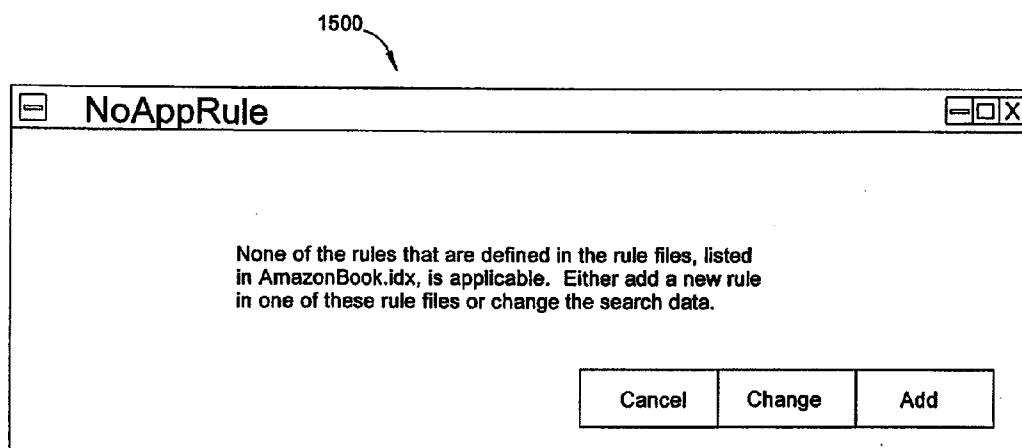 1500
NoAppRule
X
None of the rules that are defined in the rule files, listed
in AmazonBook.idx, is applicable. Either add a new rule
in one of these rule files or change the search data.
Cancel Change Add